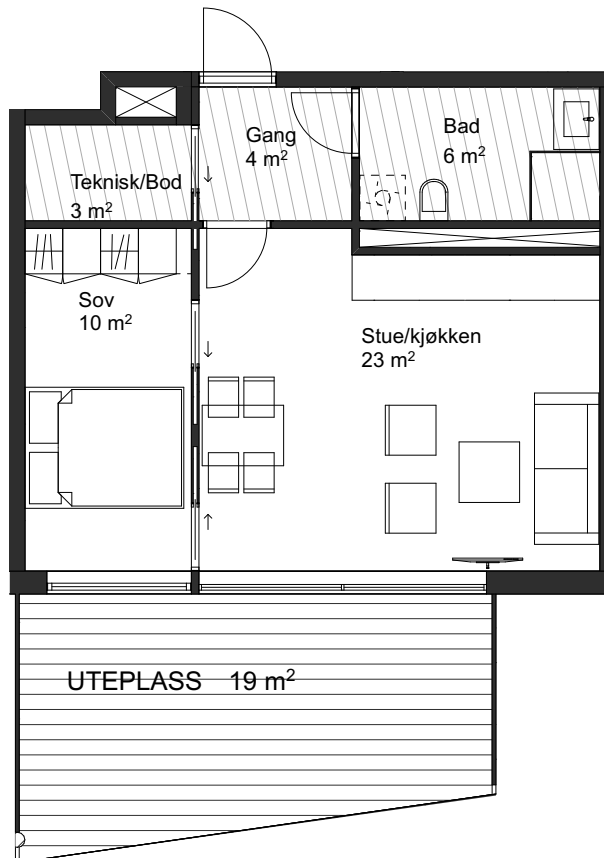 Gang
4 m²
Bad
6 m²
Teknisk/Bod
3 m²
Sov
10 m²
Stue/kjøkken
23 m²
UTEPLASS 19 m²